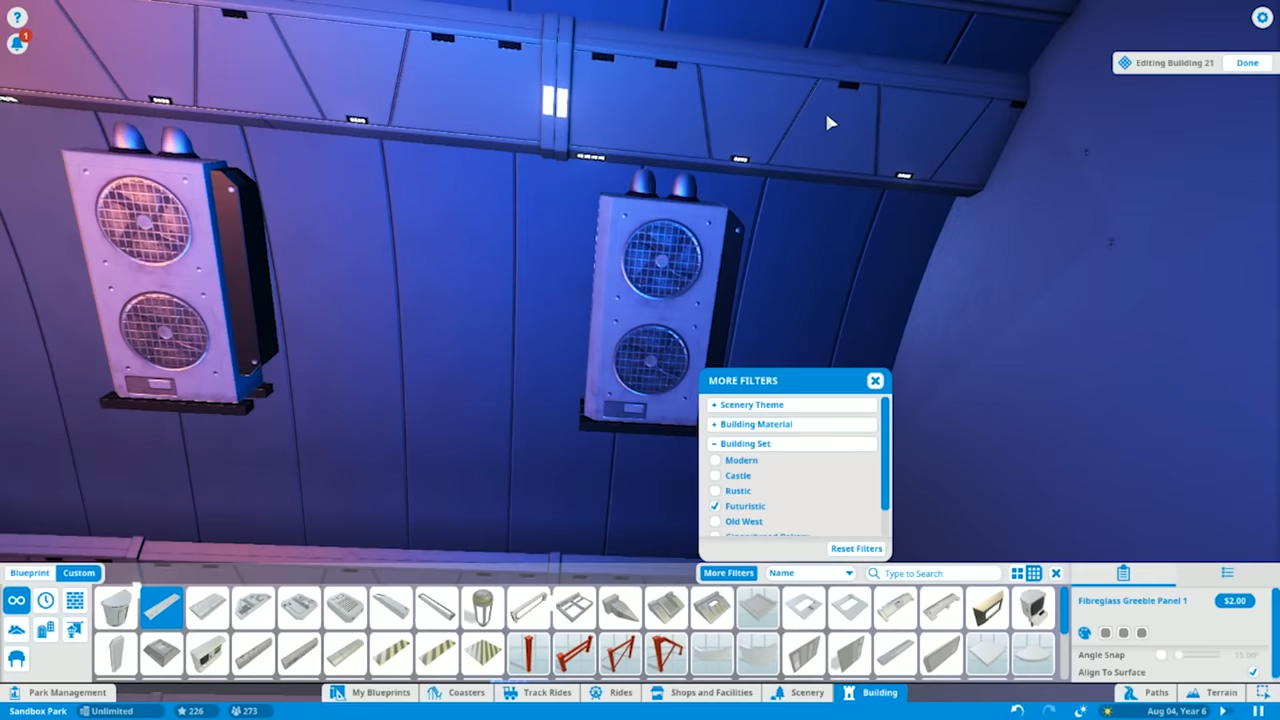 ?
1
Editing Building 21
Done
MORE FILTERS
+ Scenery Theme
+ Building Material
- Building Set
Modern
Castle
Rustic
Futuristic
Old West
Reset Filters
Blueprint
Custom
More Filters
Name
Type to Search
Fibreglass Greeble Panel 1
$2.00
Angle Snap
15.00°
Align To Surface
Park Management
My Blueprints
Coasters
Track Rides
Rides
Shops and Facilities
Scenery
Building
Paths
Terrain
Sandbox Park
Unlimited
226
273
Aug 04, Year 6